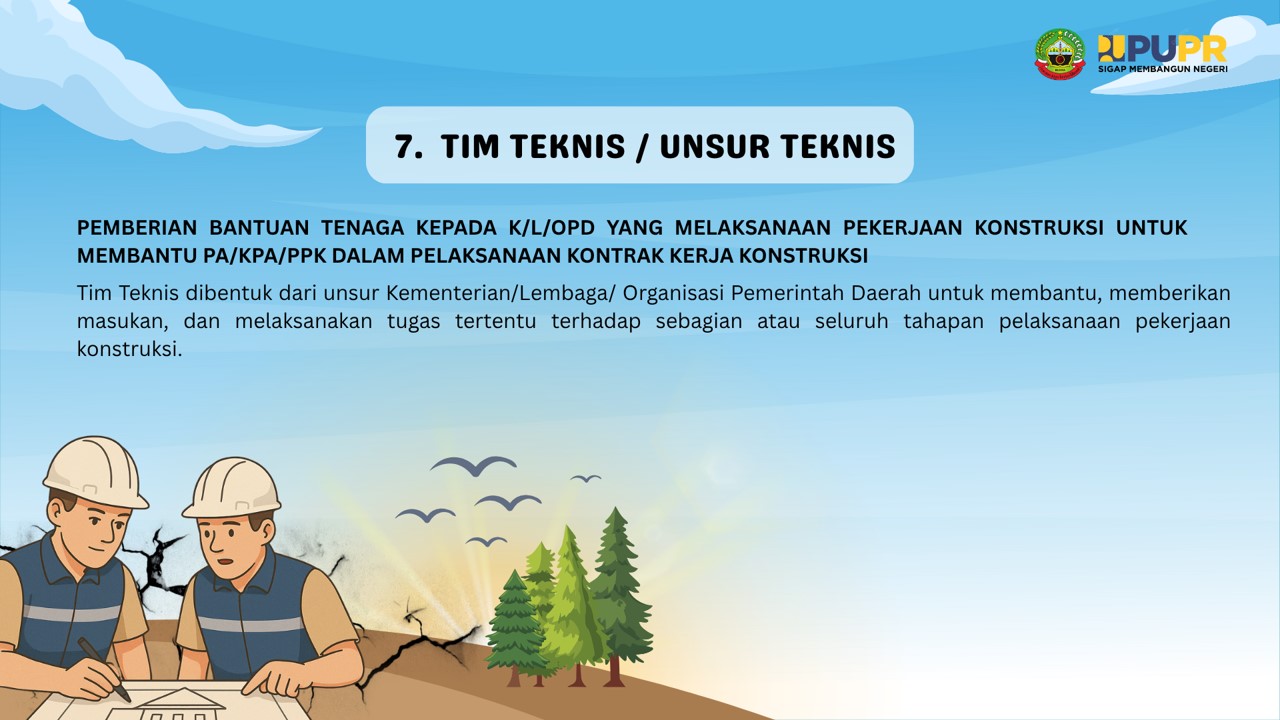 PUPR
SIGAP MEMBANGUN NEGERI
7. TIM TEKNIS / UNSUR TEKNIS
PEMBERIAN BANTUAN TENAGA KEPADA K/L/OPD YANG MELAKSANAAN PEKERJAAN KONSTRUKSI UNTUK
MEMBANTU PA/KPA/PPK DALAM PELAKSANAAN KONTRAK KERJA KONSTRUKSI
Tim Teknis dibentuk dari unsur Kementerian/Lembaga/ Organisasi Pemerintah Daerah untuk membantu, memberikan
masukan, dan melaksanakan tugas tertentu terhadap sebagian atau seluruh tahapan pelaksanaan pekerjaan
konstruksi.